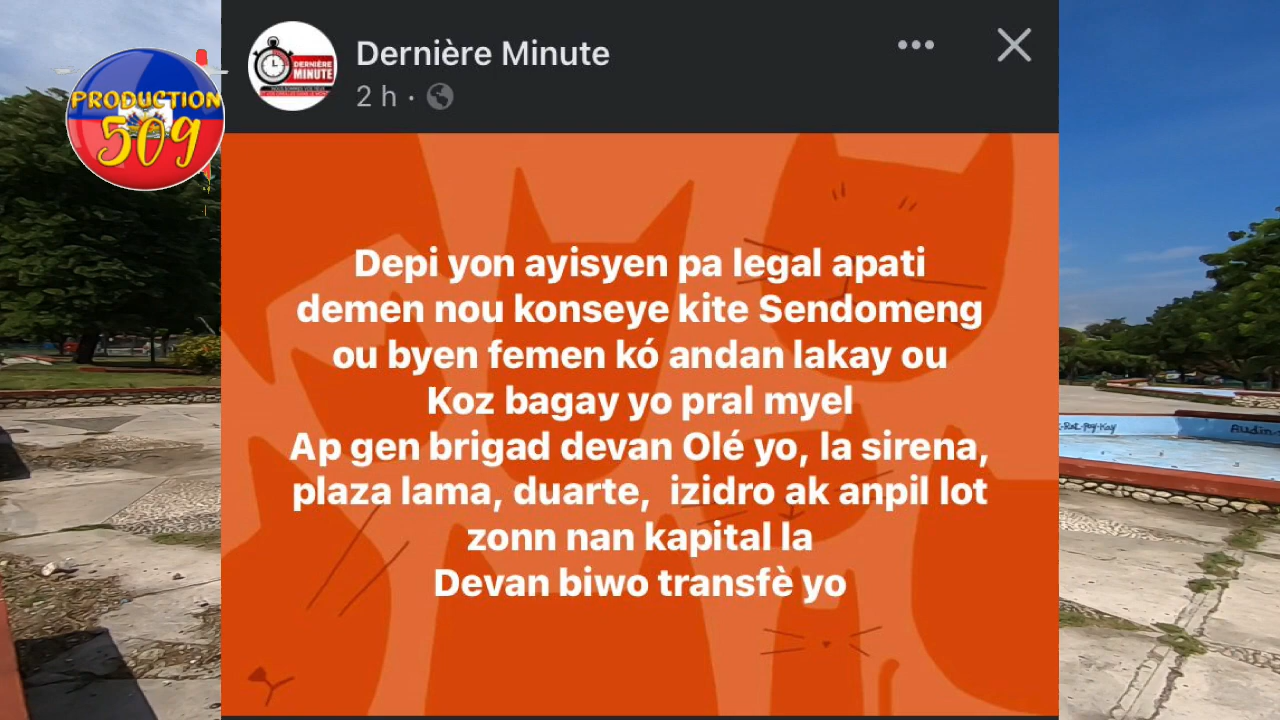 Dernière Minute
2 h ·
DERNIÈRE
MINUTE
PRODUCTION
509
Depi yon ayisyen pa legal apati
demen nou konseye kite Sendomeng
ou byen femen kó andan lakay ou
Koz bagay yo pral myel
Ap gen brigad devan Olé yo, la sirena,
plaza lama, duarte, izidro ak anpil lot
zonn nan kapital la
Devan biwo transfè yo